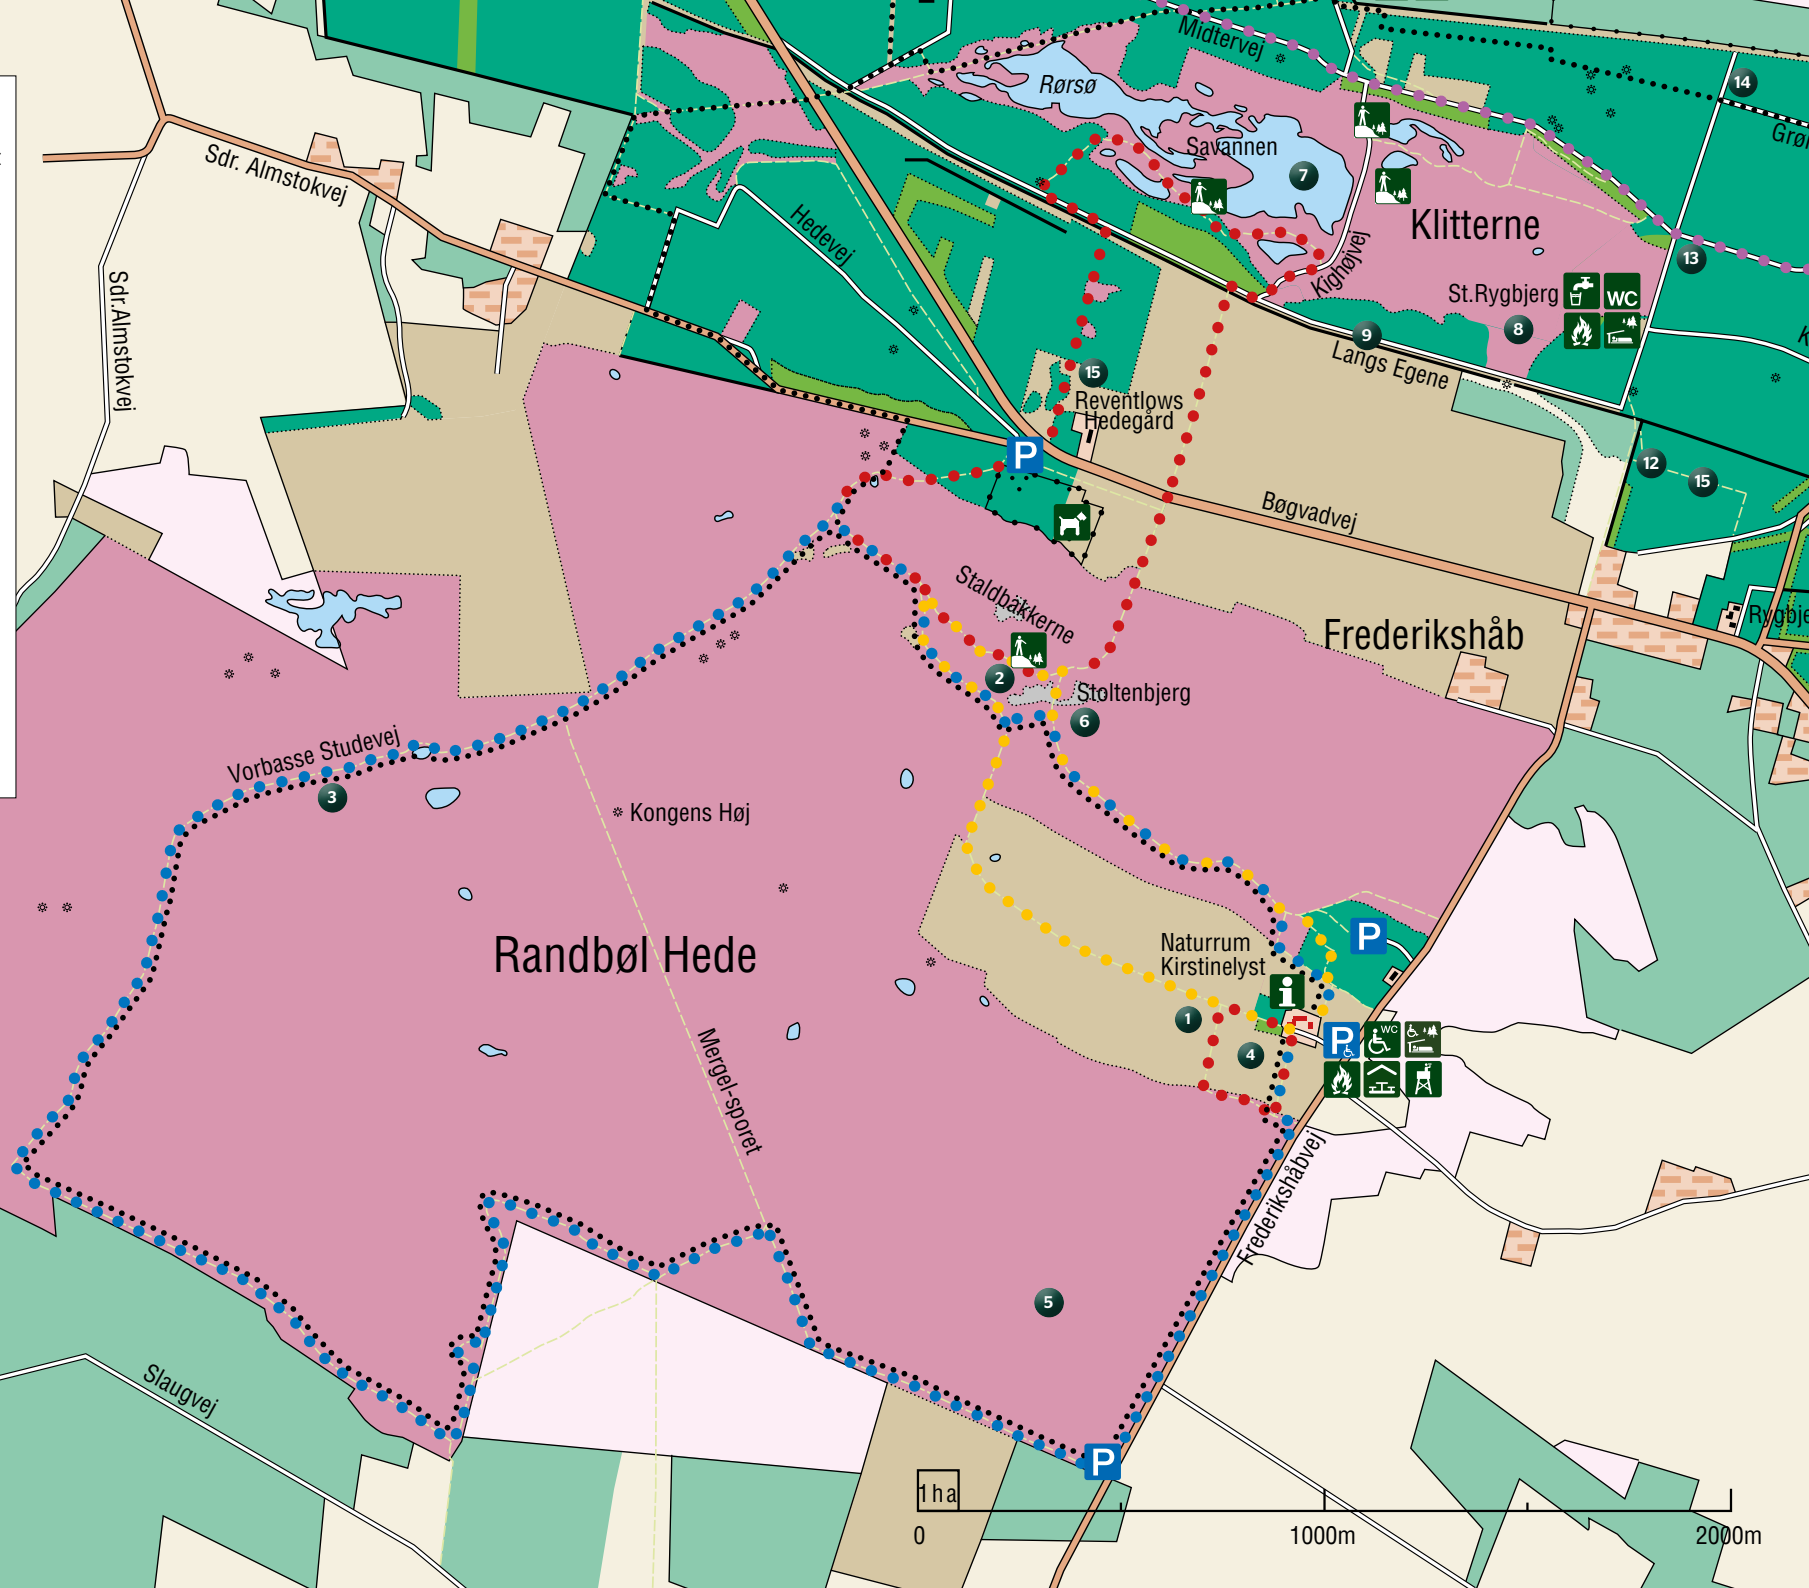 Midtervej
Rørsø
14
Grøn
Savannen
7
Sdr. Almstokvej
Klitterne
Hedevej
13
Kighøjvej
Sdr.Almstokvej
St.Rygbjerg
WC
8
9
Langs Egene
15
Reventlows
Hedegård
P
12
15
Bøgvadvej
Staldbakkerne
Frederikshåb
Rygbje
2
Stoltenbjerg
6
Vorbasse Studevej
3
Kongens Høj
Randbøl Hede
Naturrum
Kirstinelyst
P
i
1
4
P
WC
Mergel-sporet
Frederikshåbvej
5
Slaugvej
P
1 ha
0
1000m
2000m